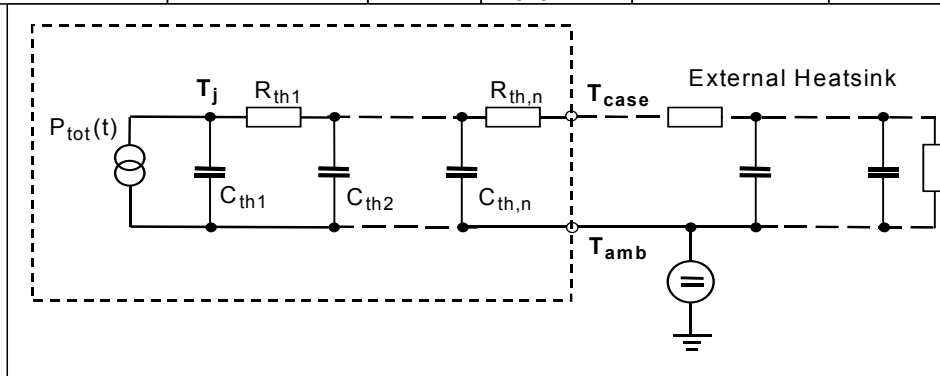 T_j
R_th1
R_th,n
T_case
External Heatsink
P_tot(t)
C_th1
C_th2
C_th,n
T_amb